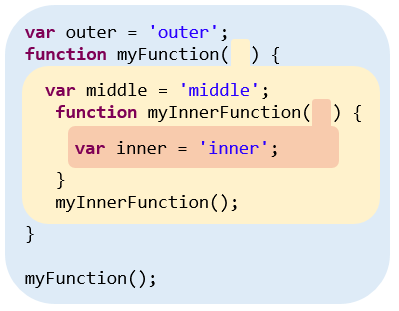 var outer = 'outer';
function myFunction( ) {
var middle = 'middle';
function myInnerFunction( ) {
var inner = 'inner';
}
myInnerFunction();
}
myFunction();